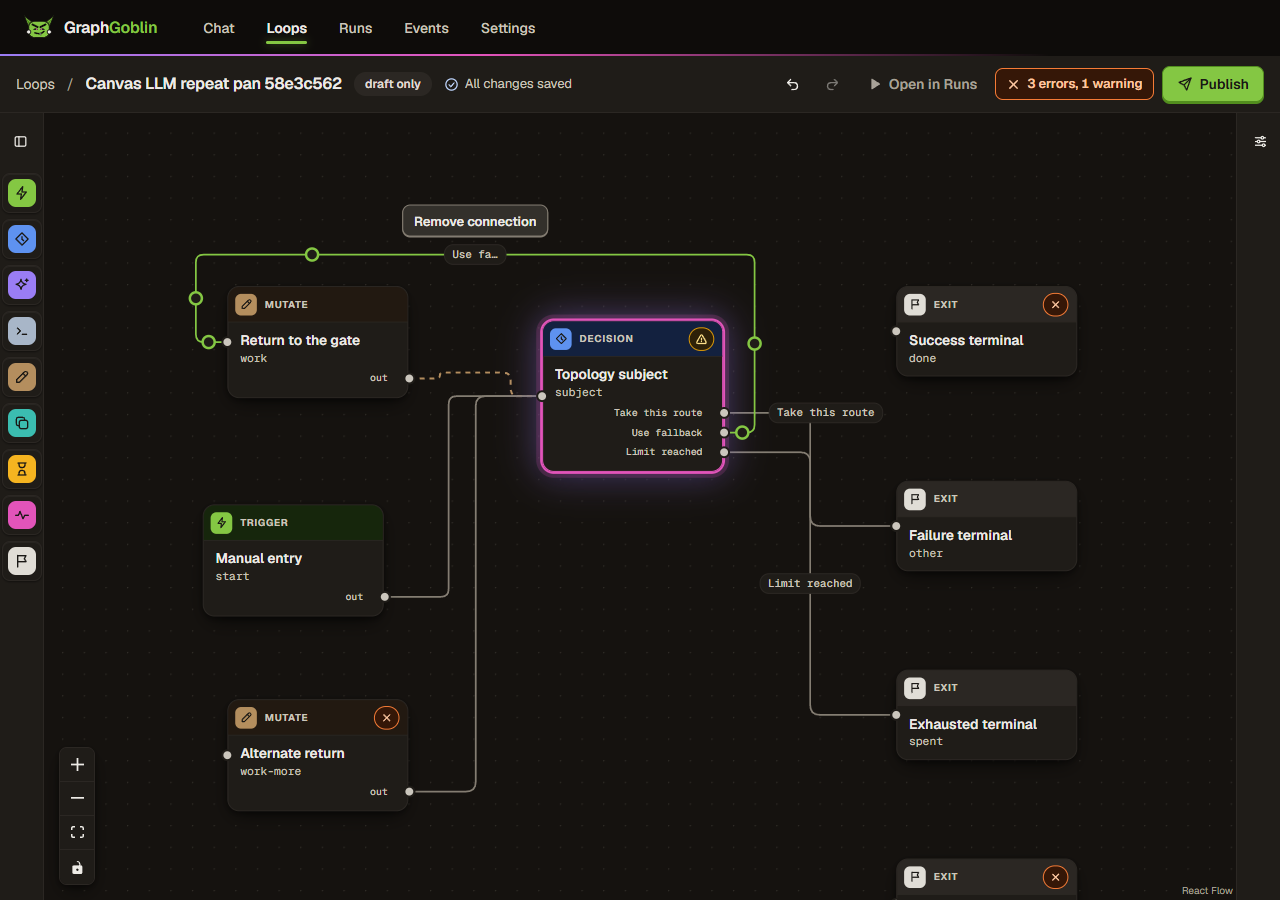 GraphGoblin
Chat
Loops
Runs
Events
Settings
Loops / Canvas LLM repeat pan 58e3c562
draft only
All changes saved
Open in Runs
3 errors, 1 warning
Publish
Remove connection
Use fa…
MUTATE
Return to the gate
work
out
DECISION
Topology subject
subject
Take this route
Use fallback
Limit reached
Take this route
Limit reached
EXIT
Success terminal
done
TRIGGER
Manual entry
start
out
EXIT
Failure terminal
other
MUTATE
Alternate return
work-more
out
EXIT
Exhausted terminal
spent
EXIT
React Flow